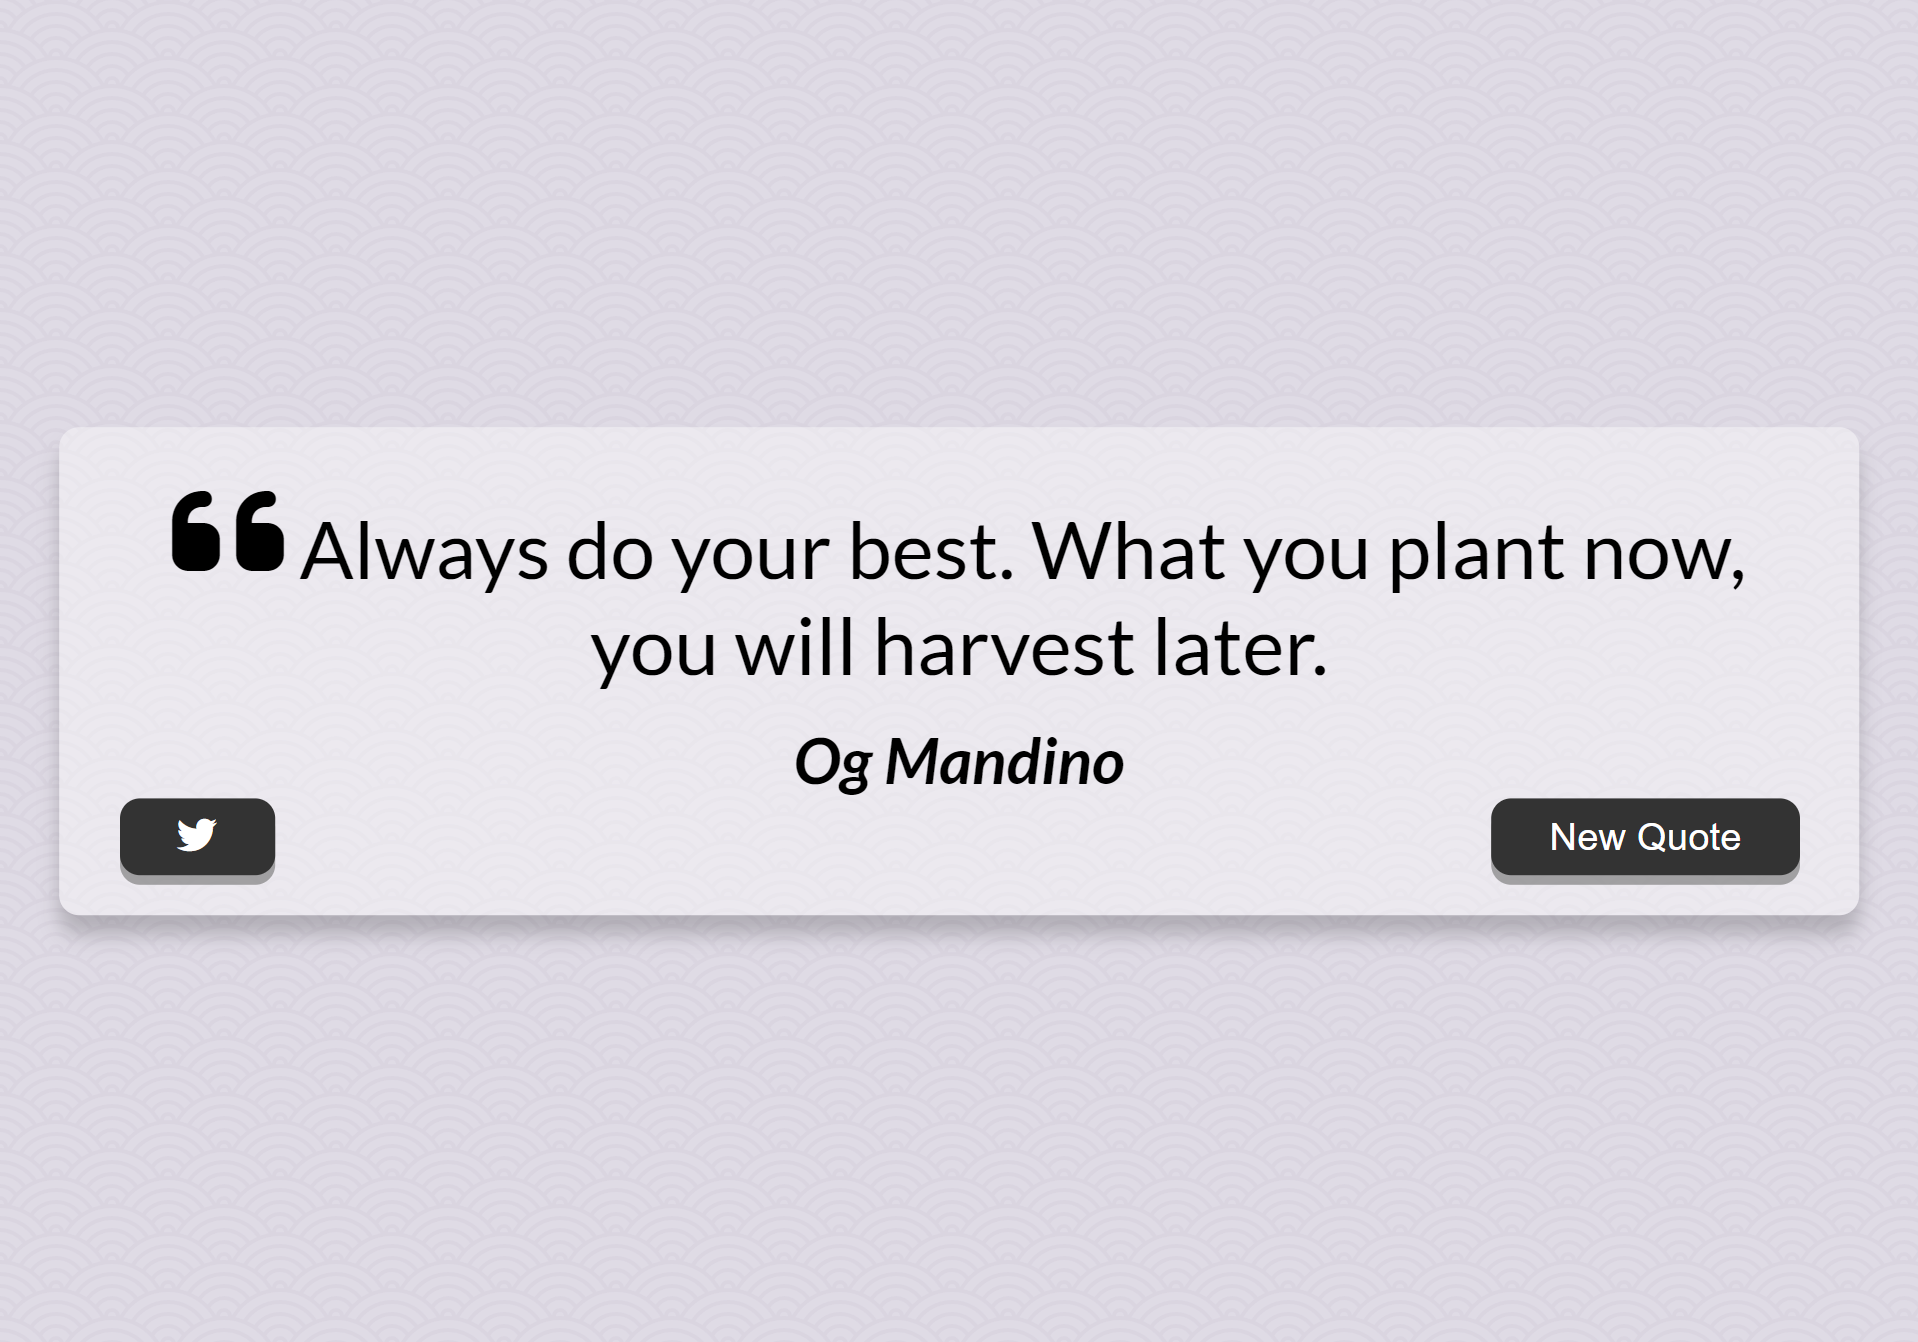 “Always do your best. What you plant now,
you will harvest later.
Og Mandino
New Quote